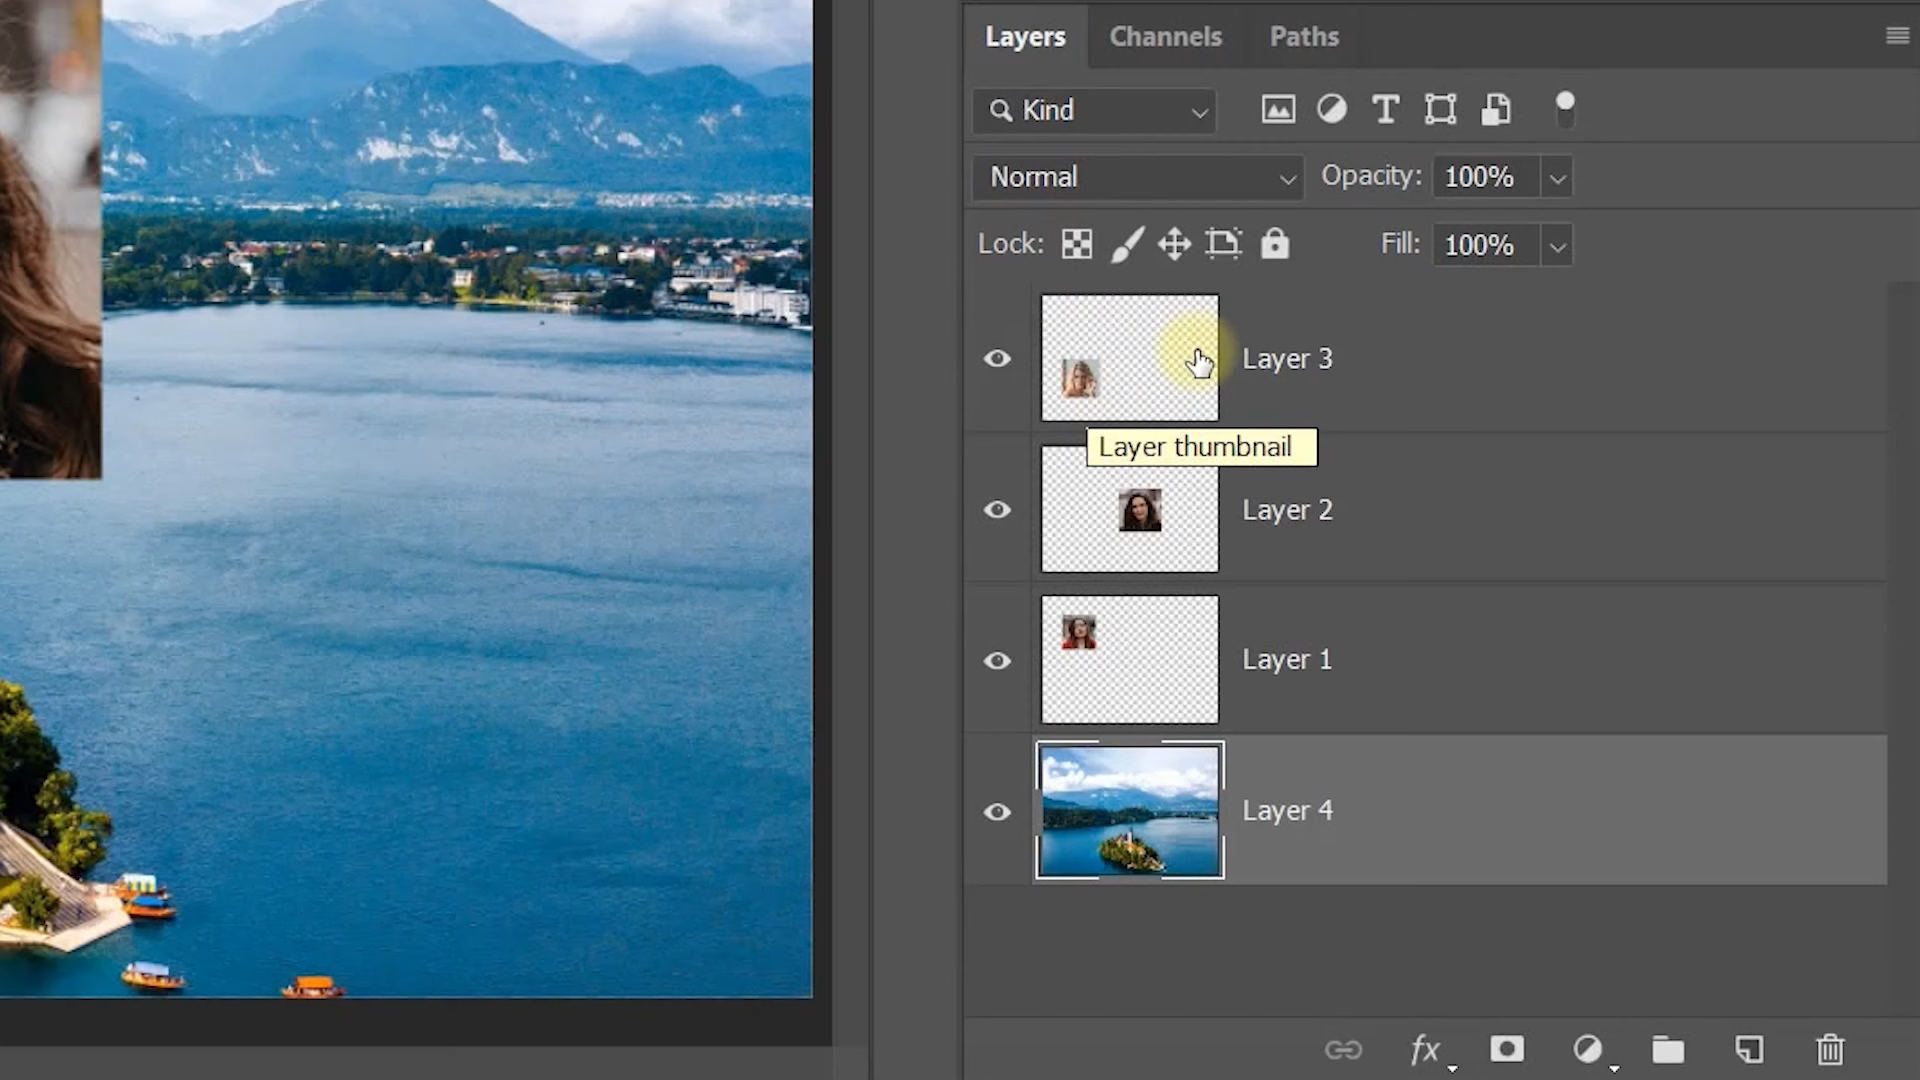 Layers Channels Paths
Kind
Normal Opacity: 100%
Lock: Fill: 100%
Layer 3
Layer thumbnail
Layer 2
Layer 1
Layer 4
fx